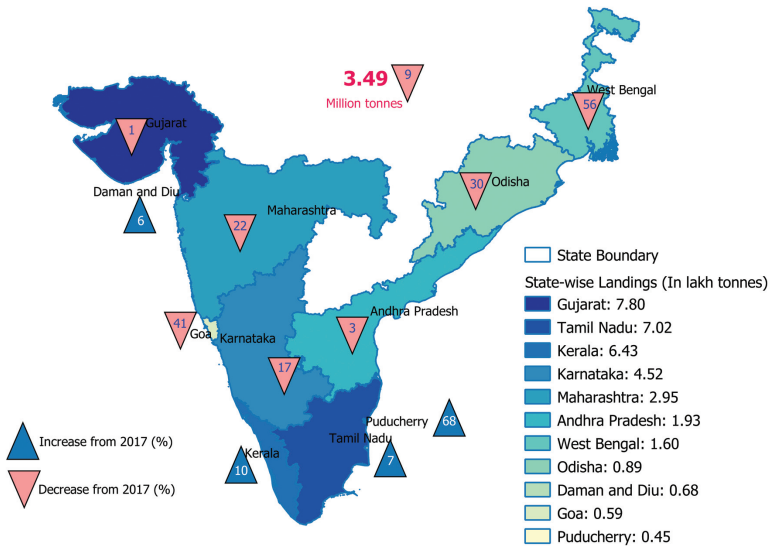 3.49
Million tonnes
9
West Bengal
56
Gujarat
1
Daman and Diu
6
Odisha
30
Maharashtra
22
State Boundary
State-wise Landings (In lakh tonnes)
Gujarat: 7.80
Tamil Nadu: 7.02
Kerala: 6.43
Karnataka: 4.52
Maharashtra: 2.95
Andhra Pradesh: 1.93
West Bengal: 1.60
Odisha: 0.89
Daman and Diu: 0.68
Goa: 0.59
Puducherry: 0.45
Andhra Pradesh
3
41
Goa
Karnataka
17
Puducherry
68
Tamil Nadu
7
Kerala
10
Increase from 2017 (%)
Decrease from 2017 (%)